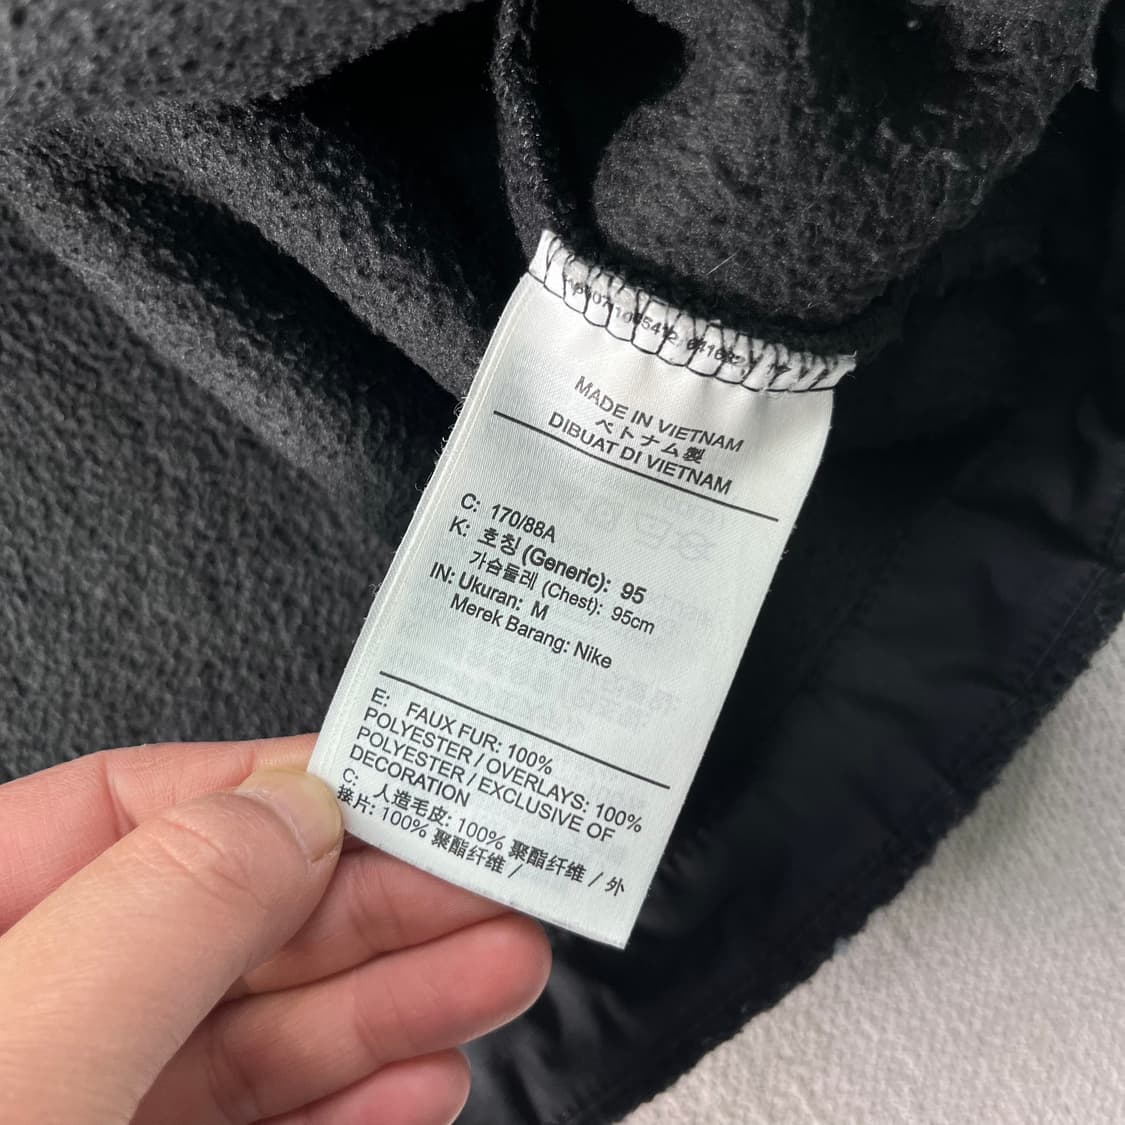 MADE IN VIETNAM
ベトナム製
DIBUAT DI VIETNAM
C: 170/88A
K: 호칭 (Generic): 95
가슴둘레 (Chest): 95cm
IN: Ukuran: M
Merek Barang: Nike
E: FAUX FUR: 100%
POLYESTER / OVERLAYS: 100%
POLYESTER / EXCLUSIVE OF
DECORATION
C: 人造毛皮: 100% 聚酯纤维 / 外
接片: 100% 聚酯纤维 /